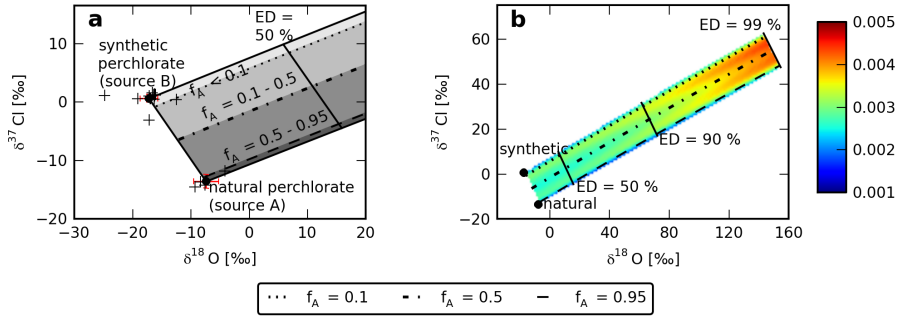 a
ED =
50 %
synthetic
perchlorate
(source B)
f_A < 0.1
f_A = 0.1 - 0.5
f_A = 0.5 - 0.95
natural perchlorate
(source A)
10
0
−10
−20
−30
−20
−10
0
10
20
δ³⁷ Cl [‰]
δ¹⁸ O [‰]
b
ED = 99 %
ED = 90 %
ED = 50 %
synthetic
natural
60
40
20
0
−20
0
40
80
120
160
δ³⁷ Cl [‰]
δ¹⁸ O [‰]
0.005
0.004
0.003
0.002
0.001
f_A = 0.1 f_A = 0.5 f_A = 0.95